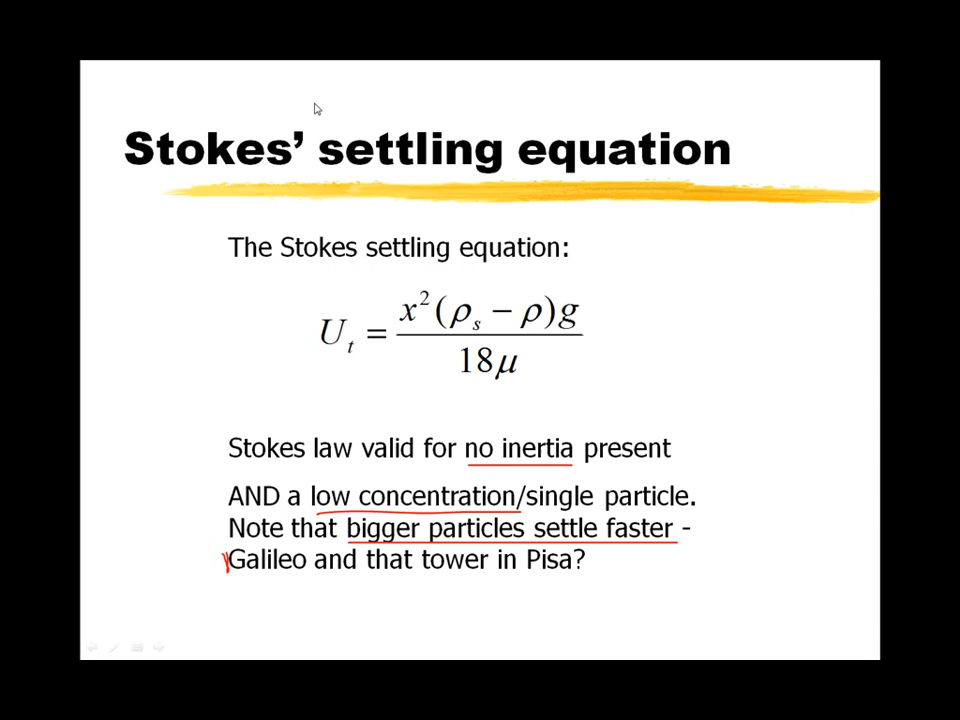 Stokes’ settling equation
The Stokes settling equation:
U_t = x²(ρ_s − ρ)g / 18μ
Stokes law valid for no inertia present
AND a low concentration/single particle.
Note that bigger particles settle faster -
Galileo and that tower in Pisa?